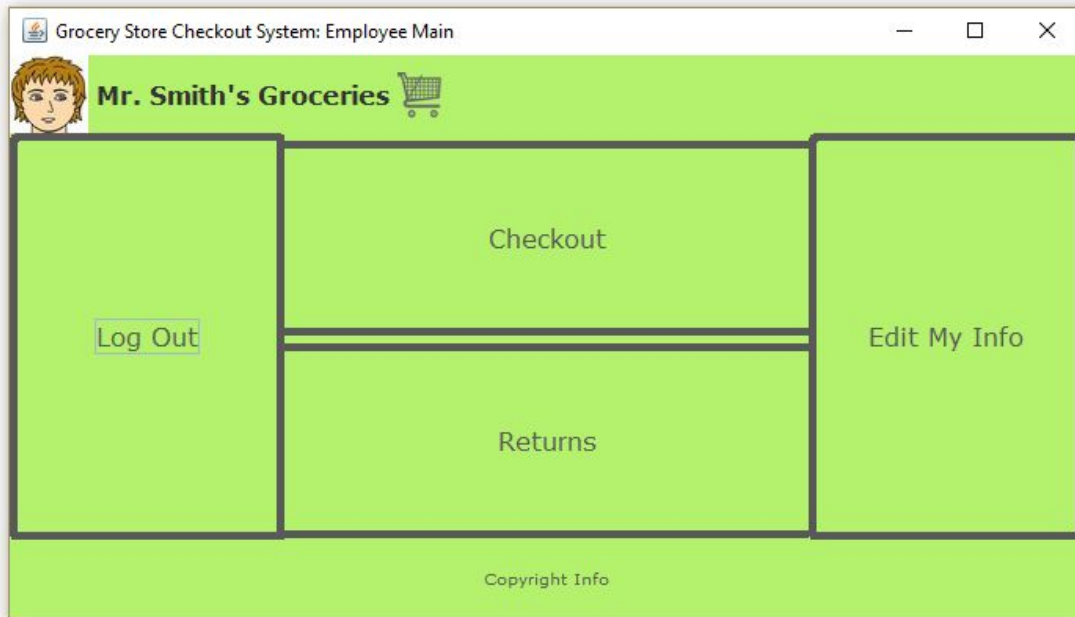 Grocery Store Checkout System: Employee Main
Mr. Smith's Groceries
Checkout
Log Out
Edit My Info
Returns
Copyright Info